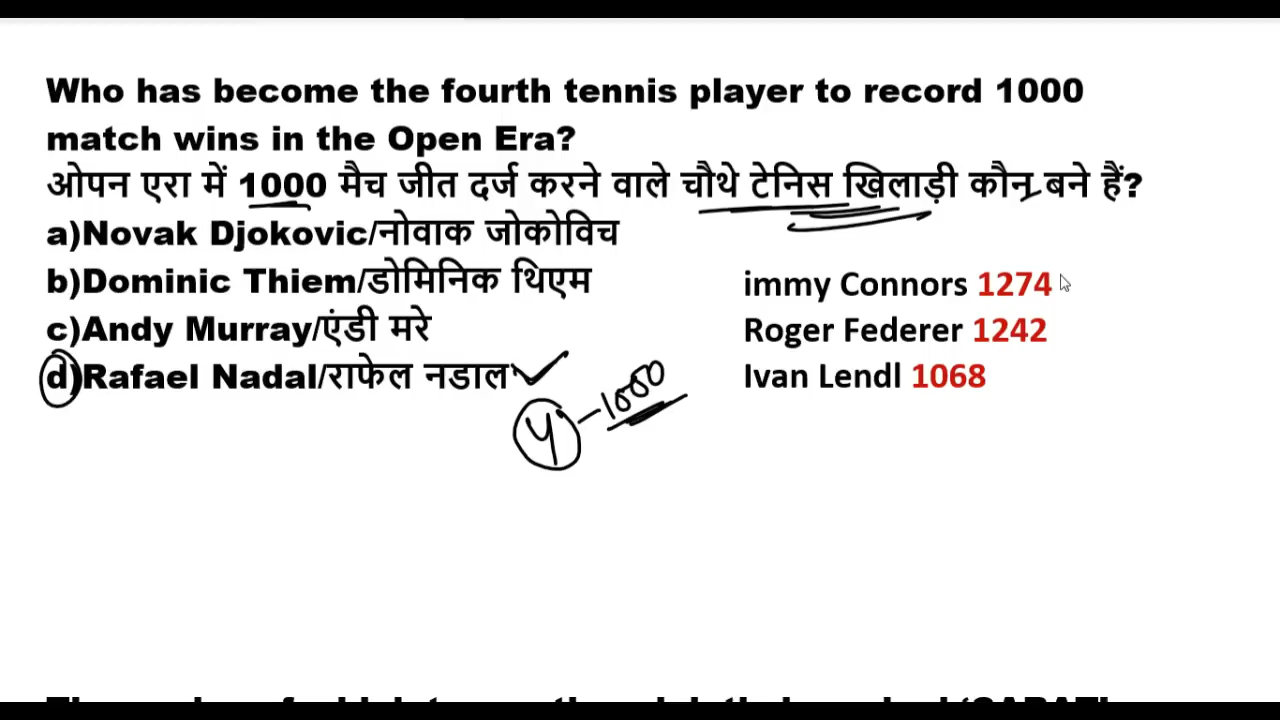 Who has become the fourth tennis player to record 1000
match wins in the Open Era?
ओपन एरा में 1000 मैच जीत दर्ज करने वाले चौथे टेनिस खिलाड़ी कौन बने हैं?
a)Novak Djokovic/नोवाक जोकोविच
b)Dominic Thiem/डोमिनिक थिएम
c)Andy Murray/एंडी मरे
d)Rafael Nadal/राफेल नडाल
immy Connors 1274
Roger Federer 1242
Ivan Lendl 1068
4 - 1000